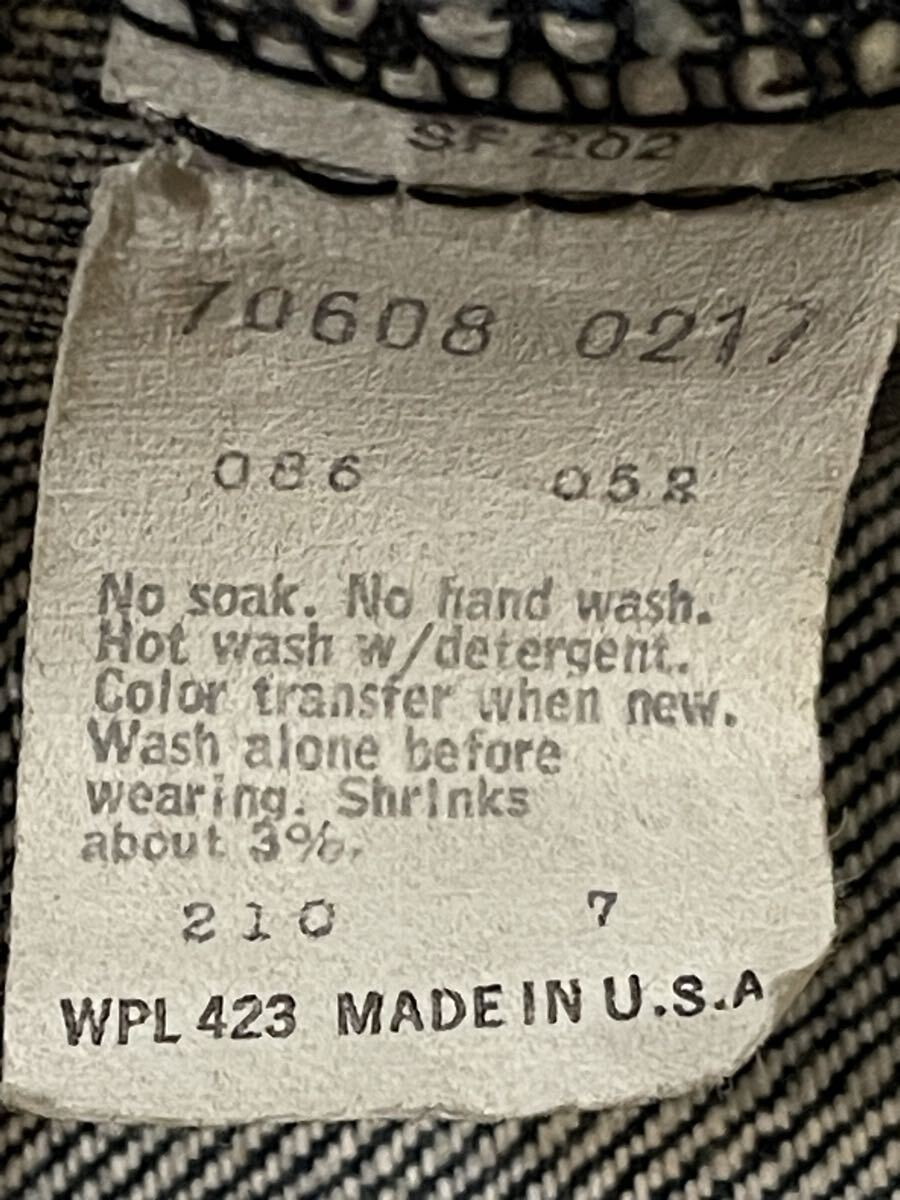 SF 202
70608 0217
086 052
No soak. No hand wash.
Hot wash w/detergent.
Color transfer when new.
Wash alone before
wearing. Shrinks
about 3%.
210 7
WPL 423 MADE IN U.S.A